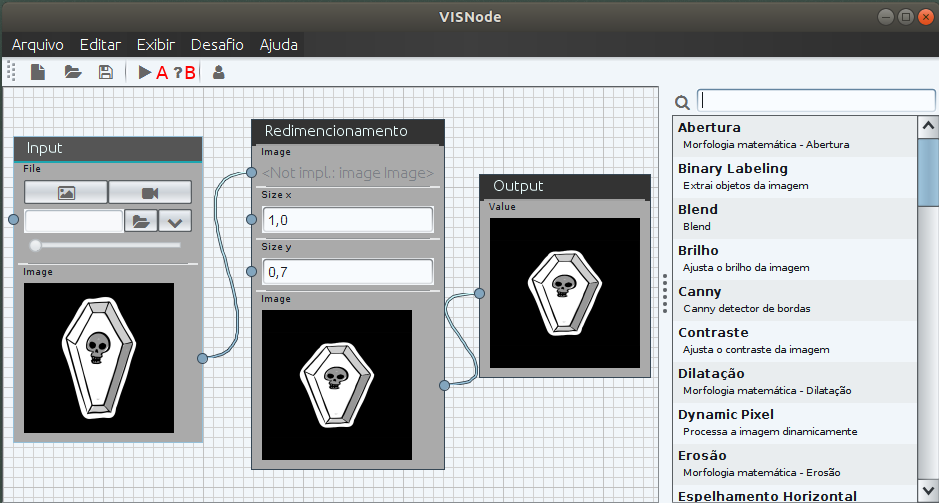 VISNode
Arquivo Editar Exibir Desafio Ajuda
A ? B
Input
File
Image
Redimencionamento
Image
<Not impl.: image Image>
Size x
1,0
Size y
0,7
Image
Output
Value
Abertura
Morfologia matemática - Abertura
Binary Labeling
Extrai objetos da imagem
Blend
Blend
Brilho
Ajusta o brilho da imagem
Canny
Canny detector de bordas
Contraste
Ajusta o contraste da imagem
Dilatação
Morfologia matemática - Dilatação
Dynamic Pixel
Processa a imagem dinamicamente
Erosão
Morfologia matemática - Erosão
Espelhamento Horizontal